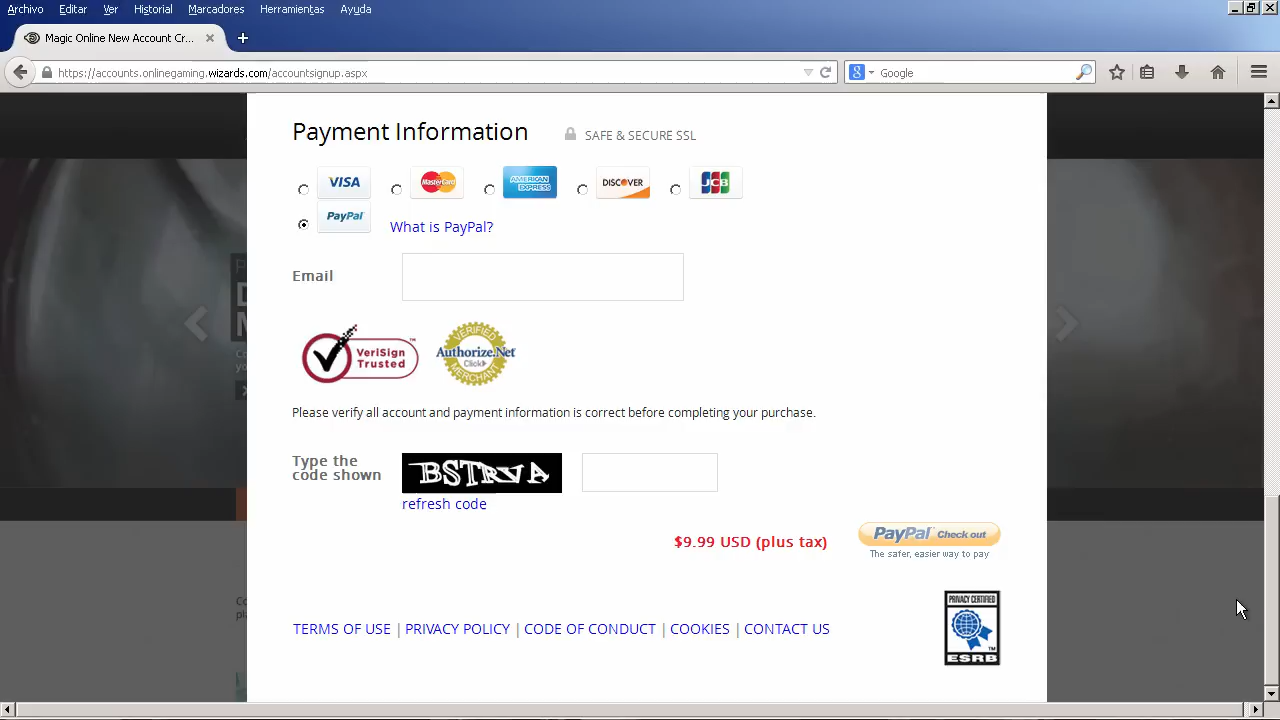 Archivo Editar Ver Historial Marcadores Herramientas Ayuda
Magic Online New Account Cr...
https://accounts.onlinegaming.wizards.com/accountsignup.aspx
Google
Payment Information SAFE & SECURE SSL
VISA MasterCard AMERICAN EXPRESS DISCOVER JCB
PayPal What is PayPal?
Email
VeriSign Trusted
VERIFIED Authorize.Net Click MERCHANT
Please verify all account and payment information is correct before completing your purchase.
Type the
code shown
BSTRVA
refresh code
$9.99 USD (plus tax)
PayPal Check out
The safer, easier way to pay
PRIVACY CERTIFIED
ESRB
TERMS OF USE | PRIVACY POLICY | CODE OF CONDUCT | COOKIES | CONTACT US